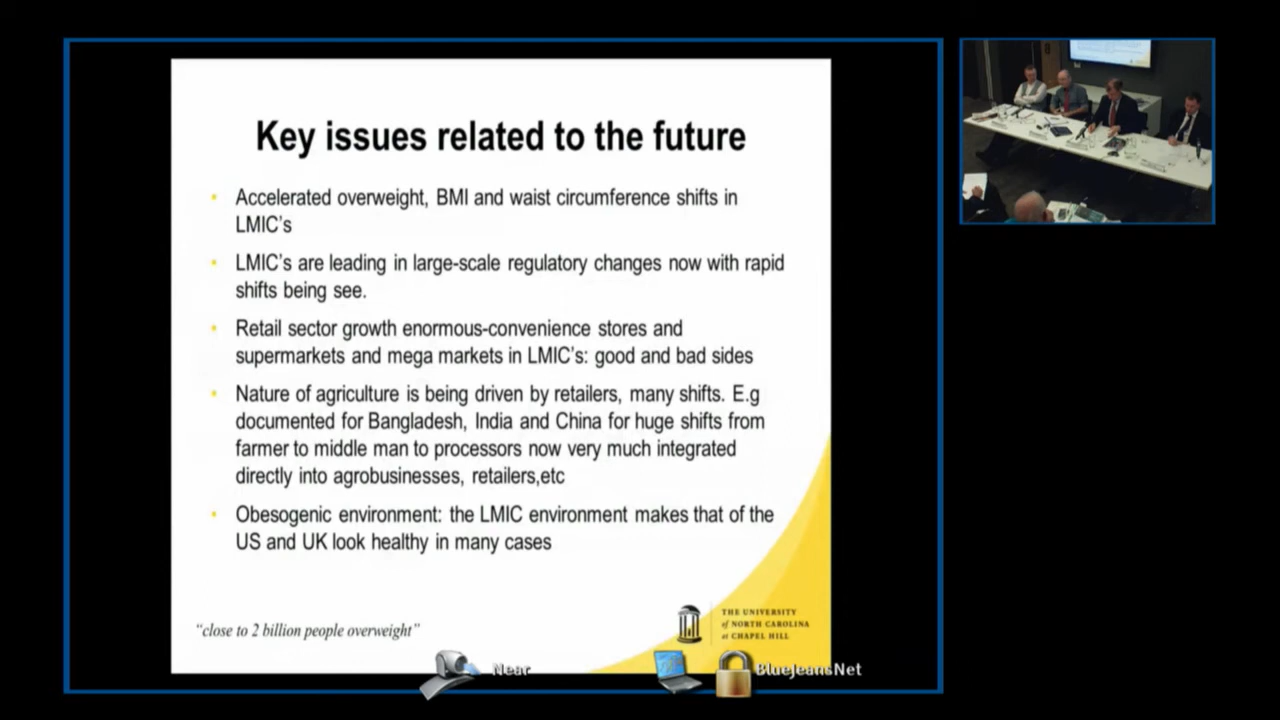 Key issues related to the future
Accelerated overweight, BMI and waist circumference shifts in
LMIC's
LMIC's are leading in large-scale regulatory changes now with rapid
shifts being see.
Retail sector growth enormous-convenience stores and
supermarkets and mega markets in LMIC's: good and bad sides
Nature of agriculture is being driven by retailers, many shifts. E.g
documented for Bangladesh, India and China for huge shifts from
farmer to middle man to processors now very much integrated
directly into agrobusinesses, retailers,etc
Obesogenic environment: the LMIC environment makes that of the
US and UK look healthy in many cases
"close to 2 billion people overweight"
THE UNIVERSITY
of NORTH CAROLINA
at CHAPEL HILL
Near
BlueJeansNet